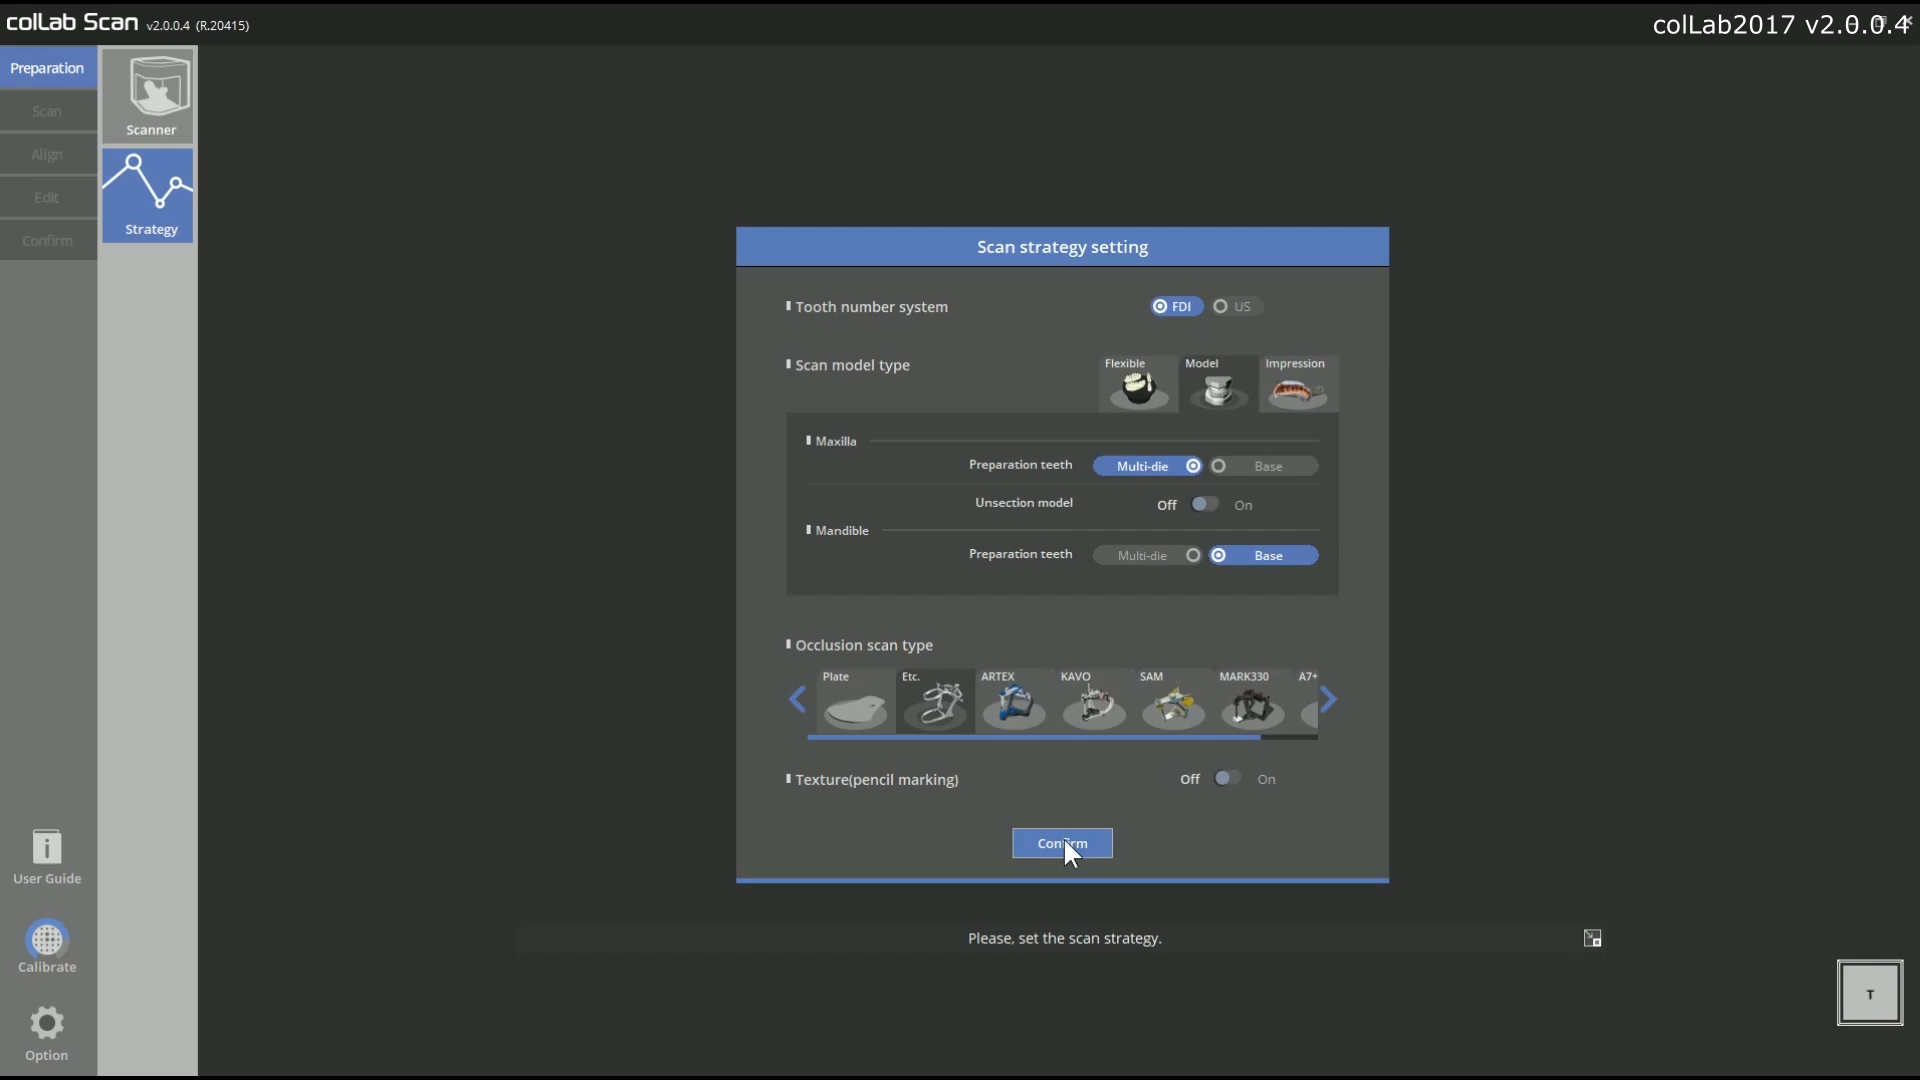 colLab Scan v2.0.0.4 (R.20415)
colLab2017 v2.0.0.4
Preparation
Scan
Align
Edit
Confirm
Scanner
Strategy
Scan strategy setting
Tooth number system
FDI
US
Scan model type
Flexible
Model
Impression
Maxilla
Preparation teeth
Multi-die
Base
Unsection model
Off
On
Mandible
Preparation teeth
Multi-die
Base
Occlusion scan type
Plate
Etc.
ARTEX
KAVO
SAM
MARK330
A7+
Texture(pencil marking)
Off
On
Confirm
Please, set the scan strategy.
User Guide
Calibrate
Option
T